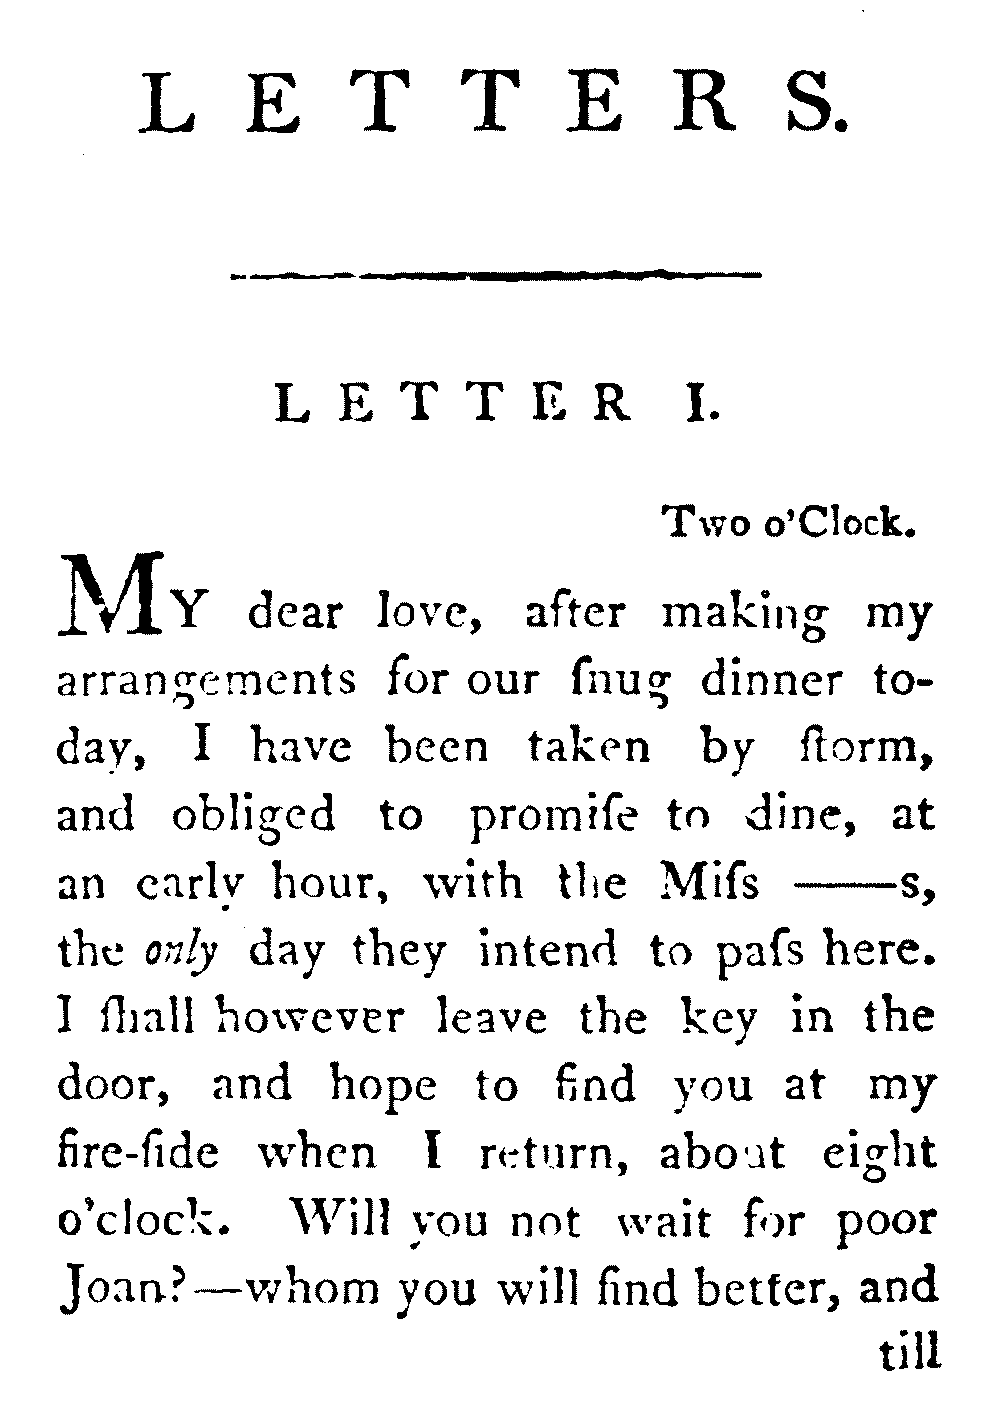 LETTERS.
LETTER I.
Two o'Clock.
MY dear love, after making my
arrangements for our ſnug dinner to-
day, I have been taken by ſtorm,
and obliged to promiſe to dine, at
an early hour, with the Miſs ——s,
the only day they intend to paſs here.
I ſhall however leave the key in the
door, and hope to find you at my
fire-ſide when I return, about eight
o'clock. Will you not wait for poor
Joan?—whom you will find better, and
till